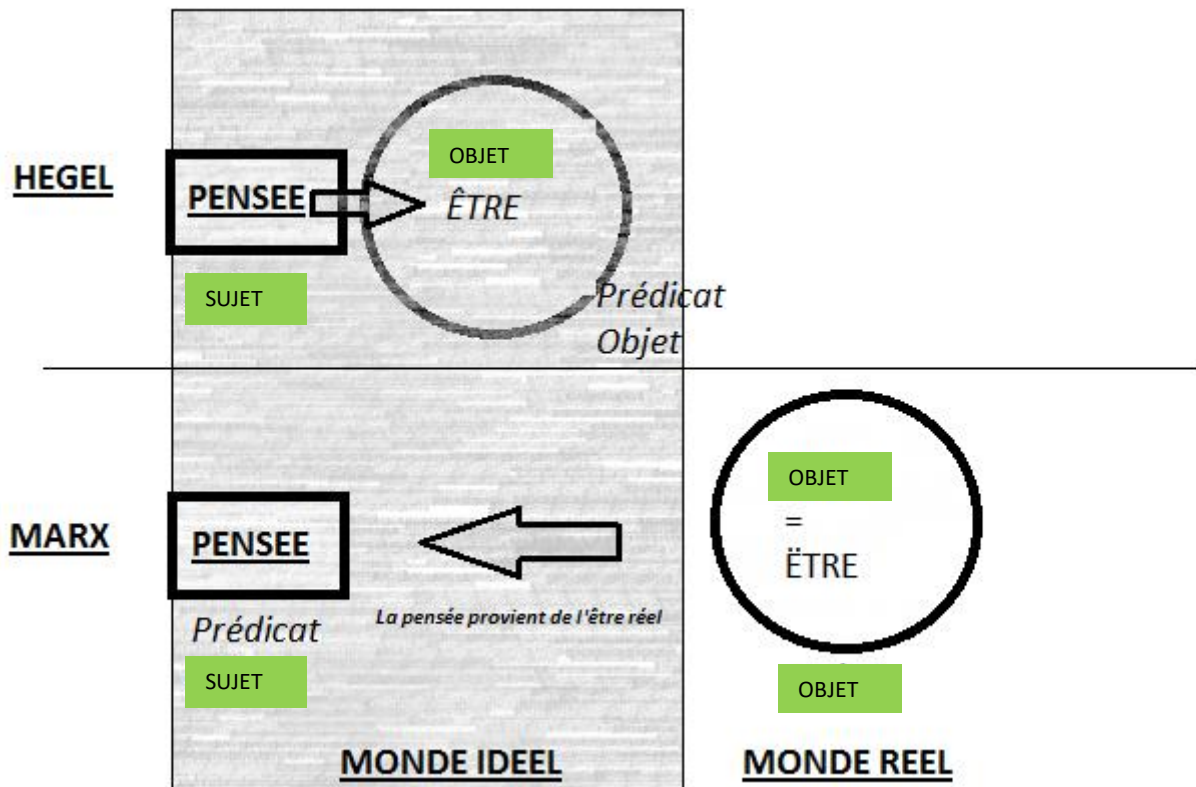 HEGEL
PENSEE
OBJET
ÊTRE
SUJET
Prédicat
Objet
MARX
PENSEE
Prédicat
SUJET
La pensée provient de l'être réel
OBJET
=
ËTRE
OBJET
MONDE IDEEL
MONDE REEL